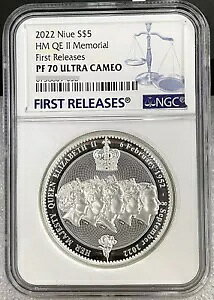 2022 Niue S$5
HM QE II Memorial
First Releases
PF 70 ULTRA CAMEO
FIRST RELEASES®
NGC®
HER MAJESTY QUEEN ELIZABETH II
6 February 1952 - 8 September 2022